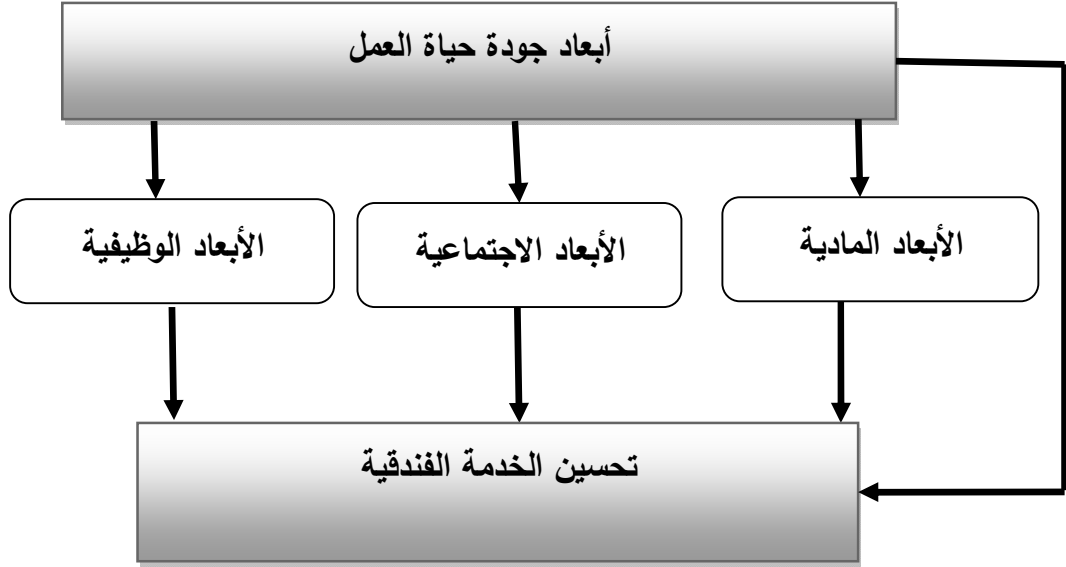 أبعاد جودة حياة العمل
الأبعاد المادية
الأبعاد الاجتماعية
الأبعاد الوظيفية
تحسين الخدمة الفندقية